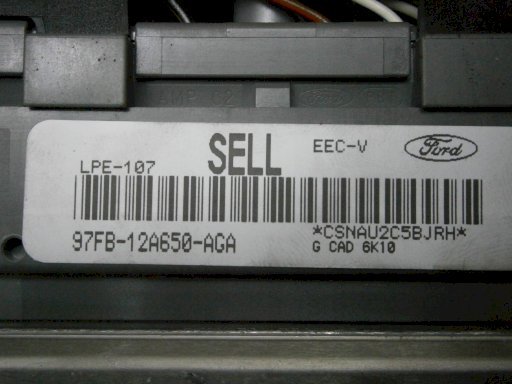 SELL
EEC-V
Ford
LPE-107
97FB-12A650-AGA
*CSNAU2C5BJRH*
G CAD 6K10